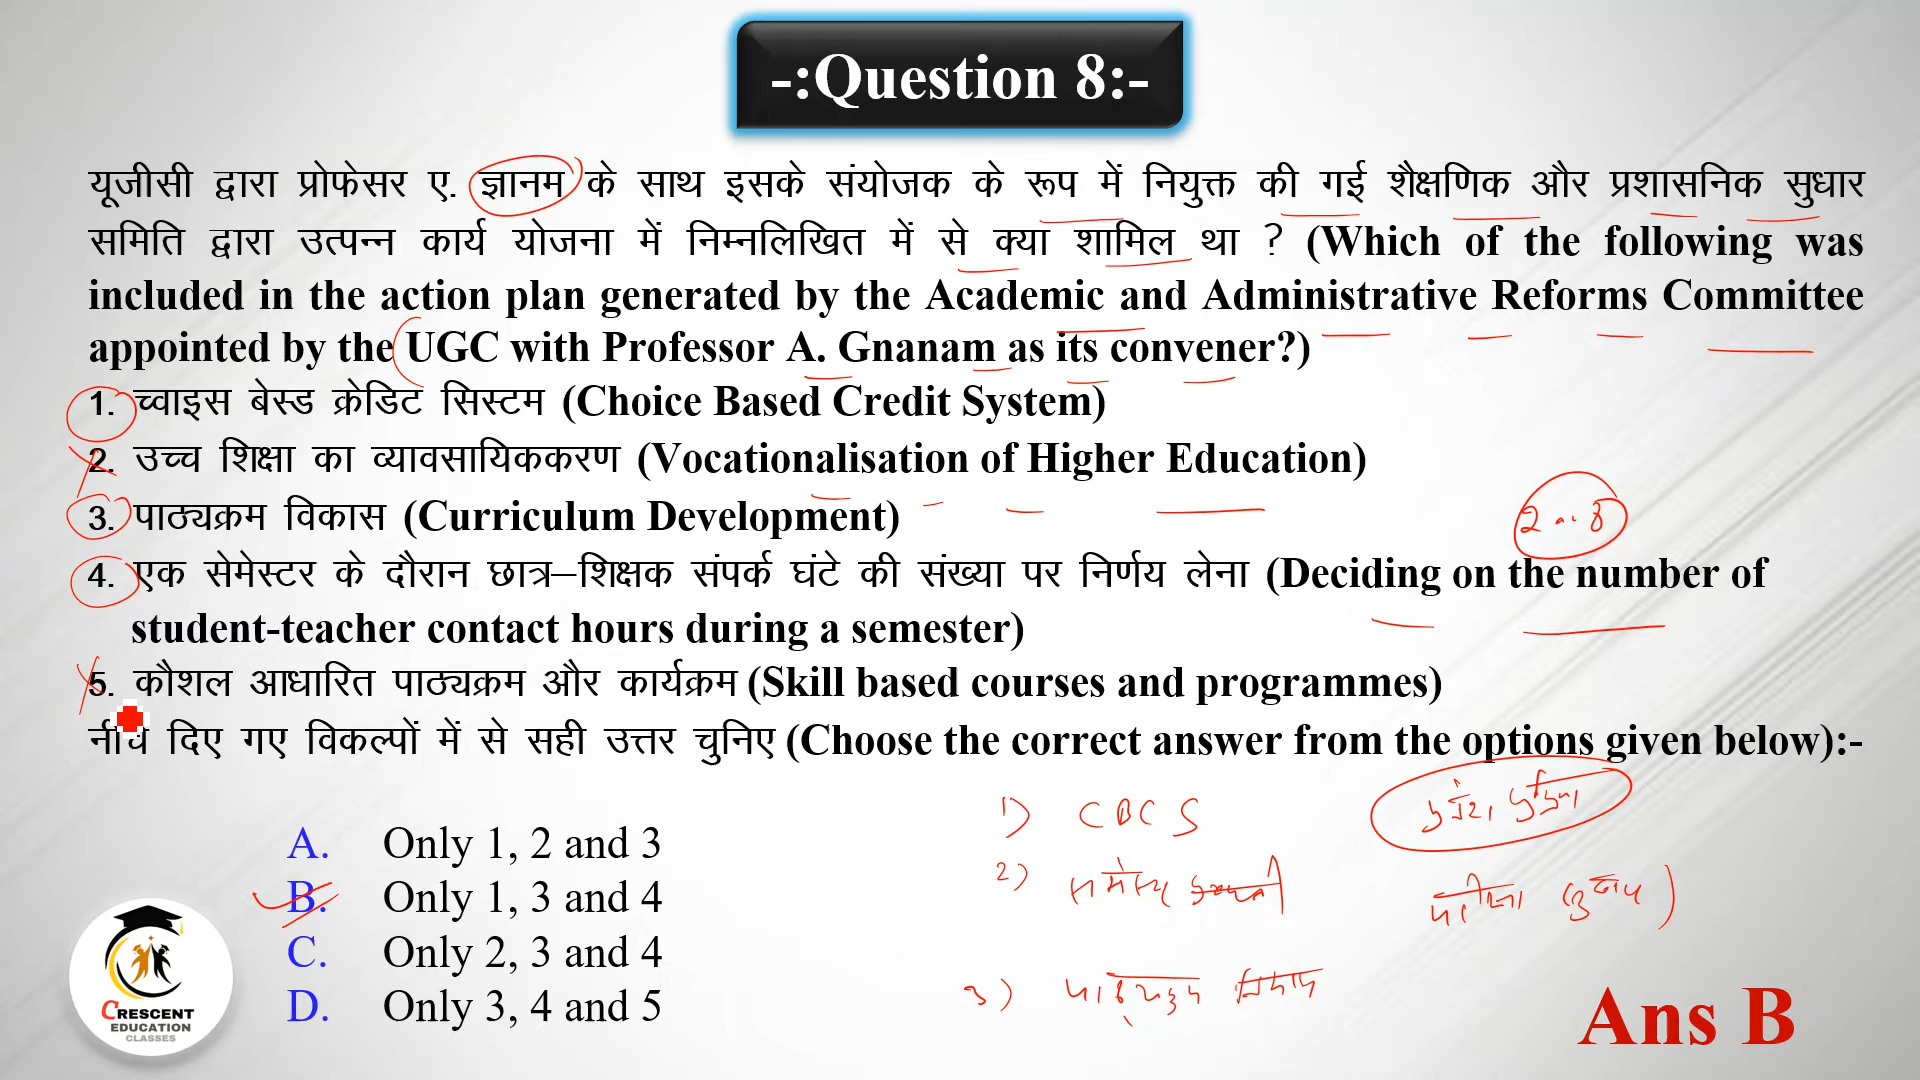 -:Question 8:-
यूजीसी द्वारा प्रोफेसर ए. ज्ञानम के साथ इसके संयोजक के रूप में नियुक्त की गई शैक्षणिक और प्रशासनिक सुधार
समिति द्वारा उत्पन्न कार्य योजना में निम्नलिखित में से क्या शामिल था ? (Which of the following was
included in the action plan generated by the Academic and Administrative Reforms Committee
appointed by the UGC with Professor A. Gnanam as its convener?)
1. च्वाइस बेस्ड क्रेडिट सिस्टम (Choice Based Credit System)
2. उच्च शिक्षा का व्यावसायिककरण (Vocationalisation of Higher Education)
3. पाठ्यक्रम विकास (Curriculum Development)
4. एक सेमेस्टर के दौरान छात्र–शिक्षक संपर्क घंटे की संख्या पर निर्णय लेना (Deciding on the number of
student-teacher contact hours during a semester)
5. कौशल आधारित पाठ्यक्रम और कार्यक्रम (Skill based courses and programmes)
नीचे दिए गए विकल्पों में से सही उत्तर चुनिए (Choose the correct answer from the options given below):-
A. Only 1, 2 and 3
B. Only 1, 3 and 4
C. Only 2, 3 and 4
D. Only 3, 4 and 5
1) CBCS
2)
3)
Ans B
CRESCENT
EDUCATION
CLASSES